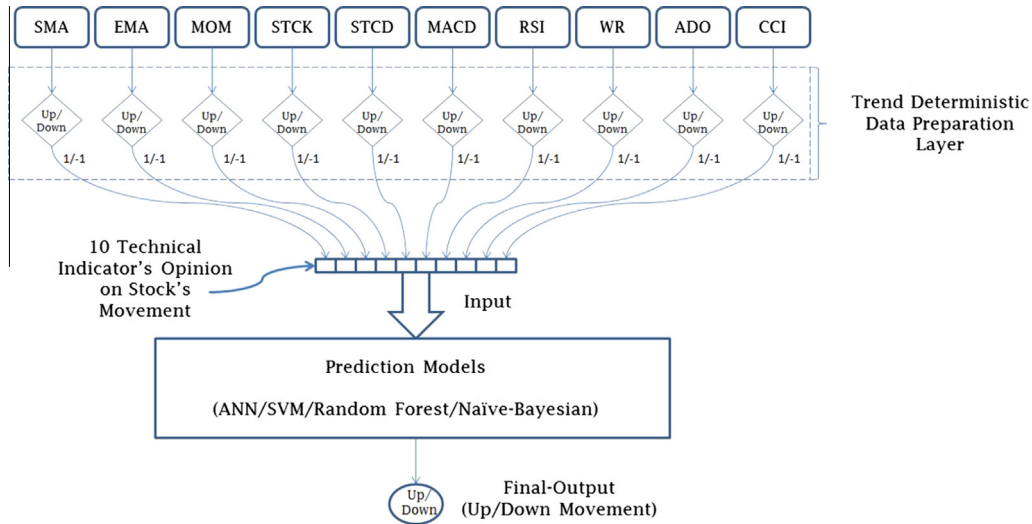 SMA EMA MOM STCK STCD MACD RSI WR ADO CCI
Up/ Up/ Up/ Up/ Up/ Up/ Up/ Up/ Up/ Up/
Down Down Down Down Down Down Down Down Down Down
1/-1 1/-1 1/-1 1/-1 1/-1 1/-1 1/-1 1/-1 1/-1 1/-1
Trend Deterministic
Data Preparation
Layer
10 Technical
Indicator's Opinion
on Stock's
Movement
Input
Prediction Models
(ANN/SVM/Random Forest/Naïve-Bayesian)
Up/
Down
Final-Output
(Up/Down Movement)